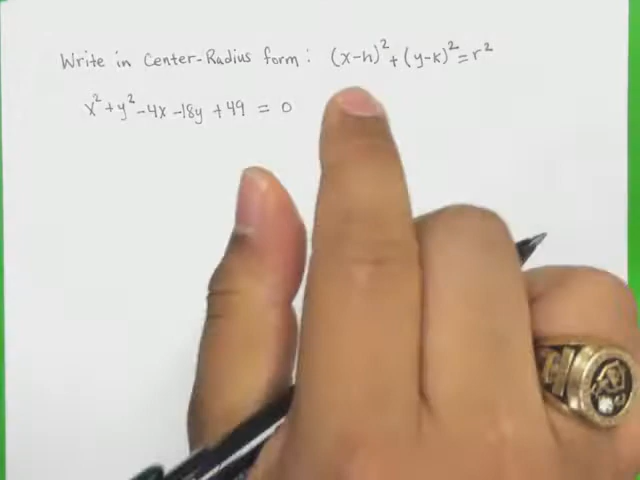 Write in Center-Radius form: (x-h)² + (y-k)² = r²
x² + y² - 4x - 18y + 49 = 0